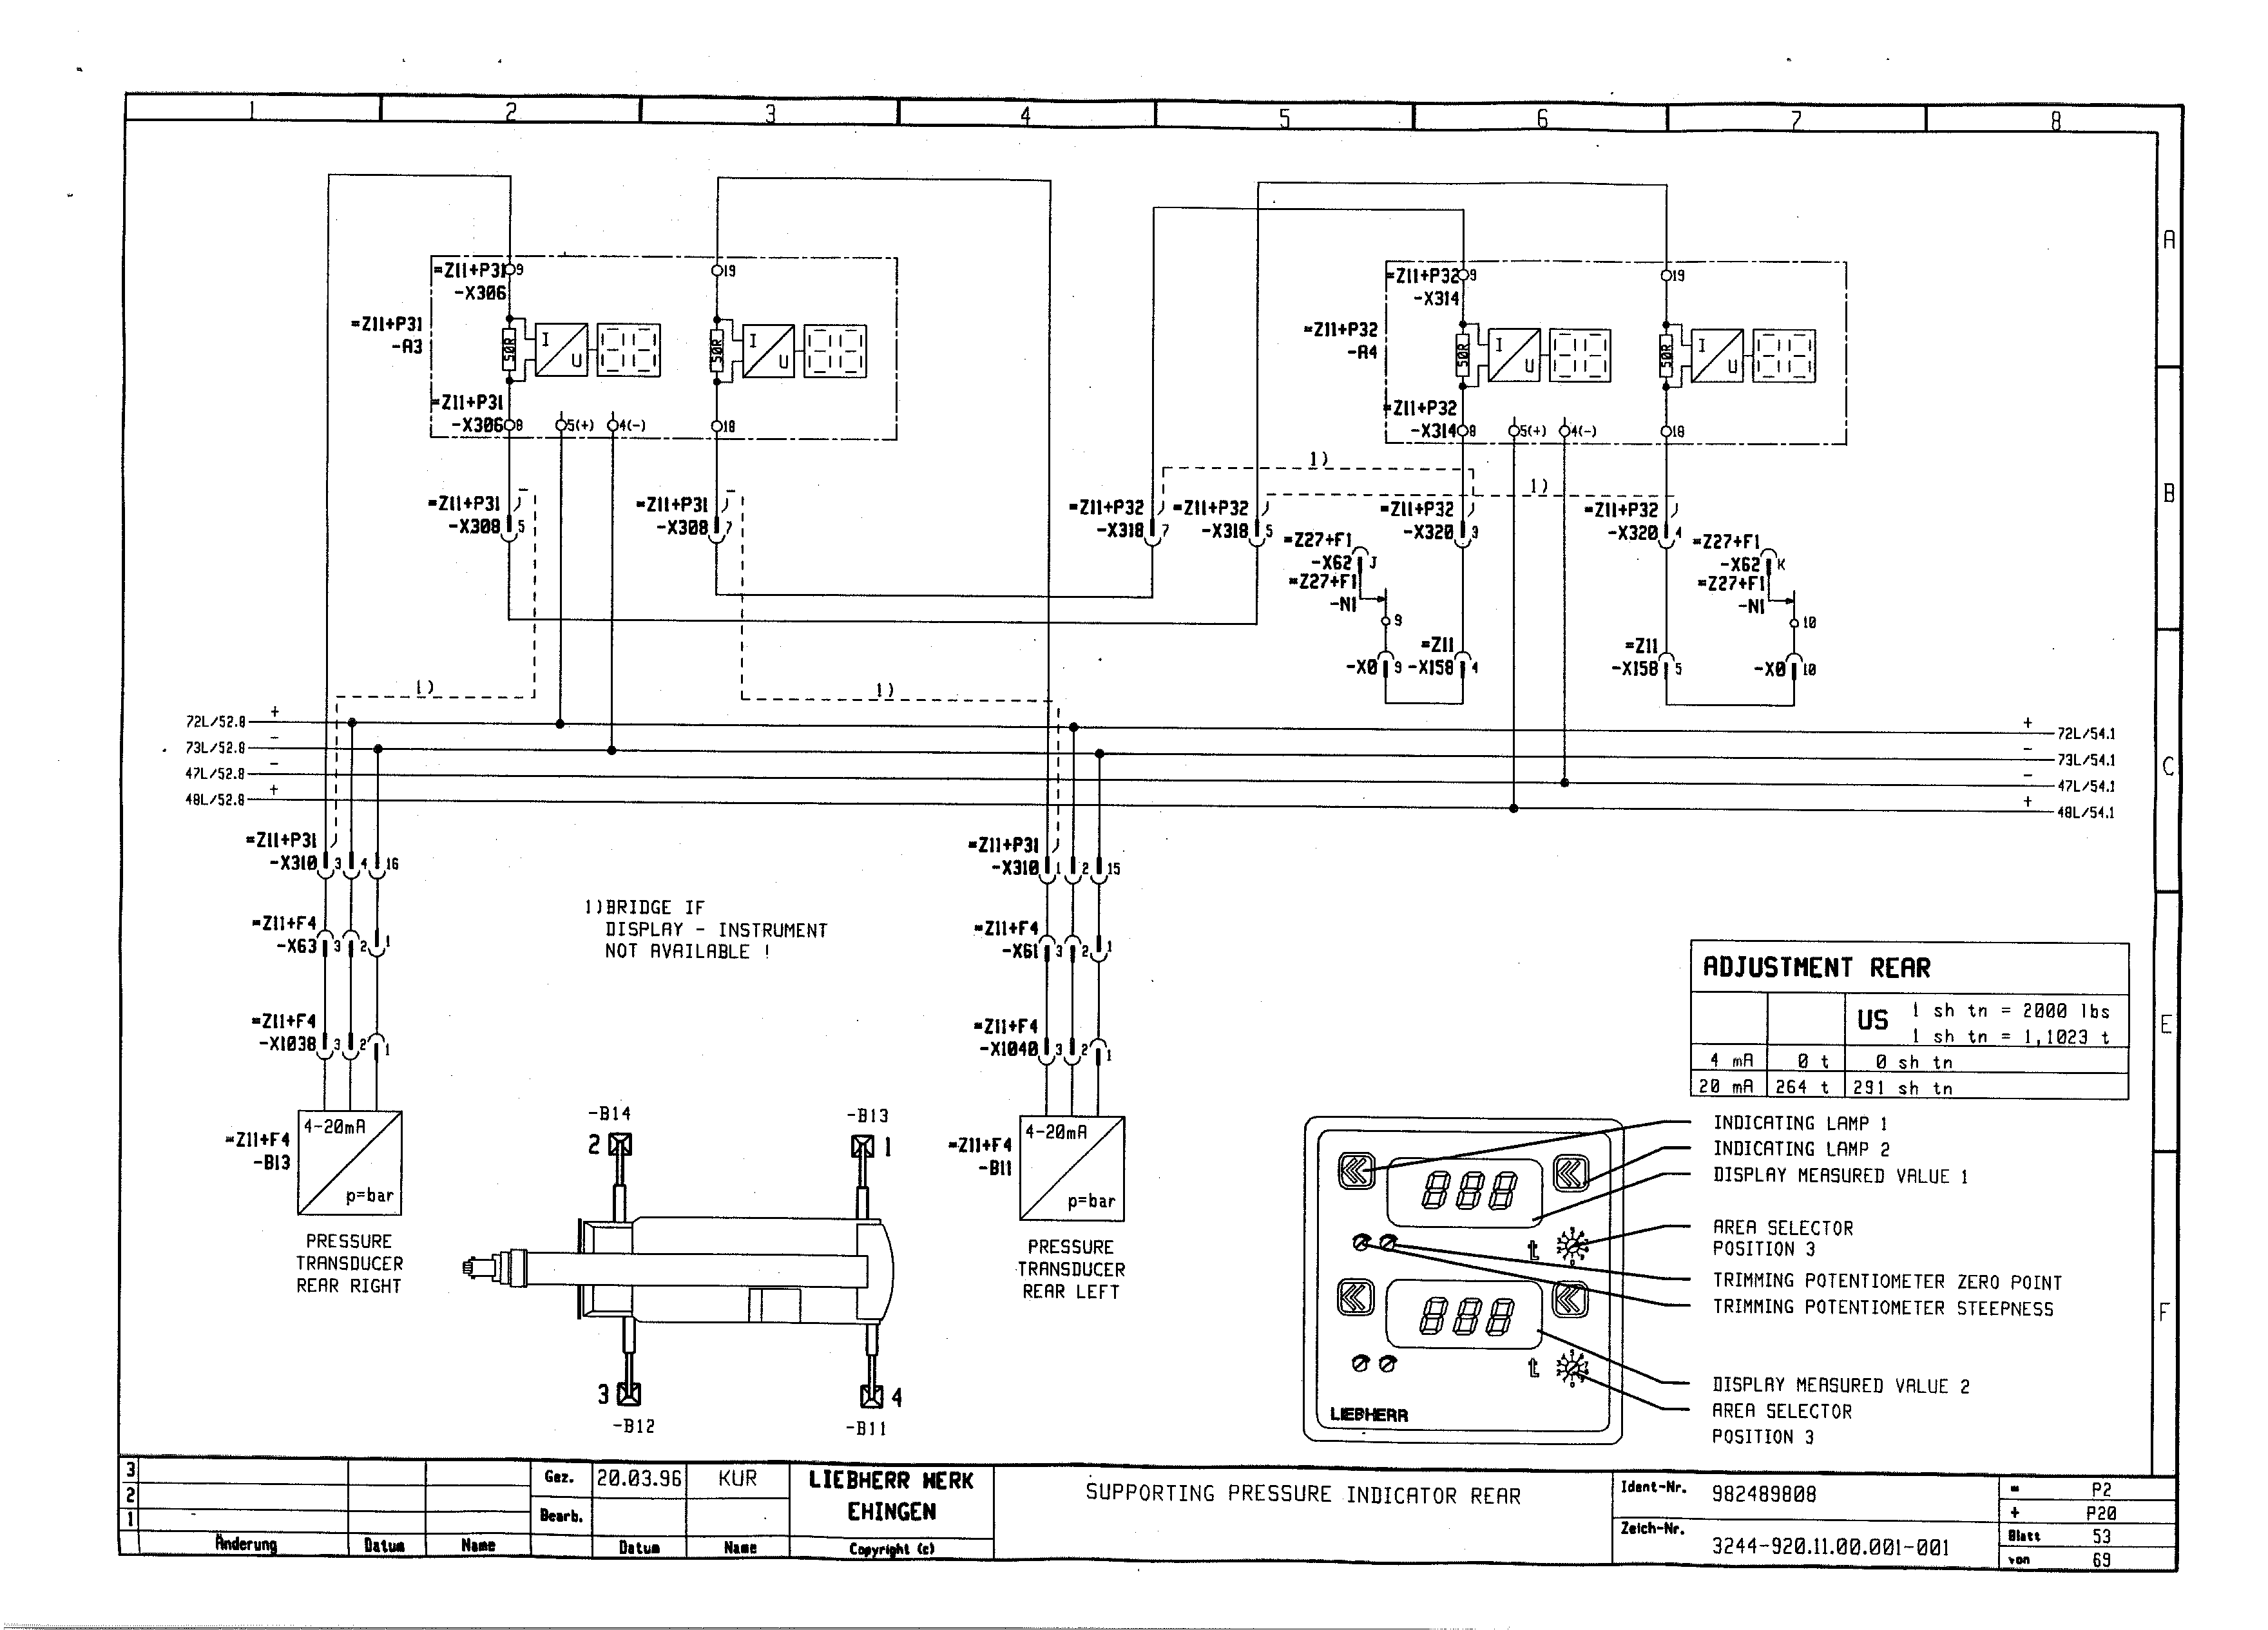 1 2 3 4 5 6 7 8
A
B
C
E
F
=Z11+P31 9
-X306
19
=Z11+P31
-A3
50R I U
50R I U
=Z11+P31
-X306 8 5(+) 4(-) 18
=Z11+P32 9
-X314
19
=Z11+P32
-A4
50R I U
50R I U
=Z11+P32
-X314 8 5(+) 4(-) 18
1)
1)
=Z11+P31
-X308 5
=Z11+P31
-X308 7
=Z11+P32
-X318 7
=Z11+P32
-X318 5
=Z11+P32
-X320 3
=Z11+P32
-X320 4
=Z27+F1
-X62 J
=Z27+F1
-N1
9
=Z27+F1
-X62 K
=Z27+F1
-N1
10
-X0 9
=Z11
-X158 4
=Z11
-X158 5
-X0 10
1)
1)
72L/52.8 + + 72L/54.1
73L/52.8 - - 73L/54.1
47L/52.8 - - 47L/54.1
48L/52.8 + + 48L/54.1
=Z11+P31
-X310 3 4 16
=Z11+F4
-X63 3 2 1
=Z11+F4
-X1038 3 2 1
=Z11+F4
-B13
4-20mA
p=bar
PRESSURE
TRANSDUCER
REAR RIGHT
1)BRIDGE IF
DISPLAY - INSTRUMENT
NOT AVAILABLE !
=Z11+P31
-X310 1 2 15
=Z11+F4
-X61 3 2 1
=Z11+F4
-X1040 3 2 1
=Z11+F4
-B11
4-20mA
p=bar
PRESSURE
TRANSDUCER
REAR LEFT
-B14
2
-B13
1
3
-B12
4
-B11
ADJUSTMENT REAR
US 1 sh tn = 2000 lbs
1 sh tn = 1,1023 t
4 mA 0 t 0 sh tn
20 mA 264 t 291 sh tn
INDICATING LAMP 1
INDICATING LAMP 2
DISPLAY MEASURED VALUE 1
AREA SELECTOR
POSITION 3
TRIMMING POTENTIOMETER ZERO POINT
TRIMMING POTENTIOMETER STEEPNESS
DISPLAY MEASURED VALUE 2
AREA SELECTOR
POSITION 3
888
t
888
t
LIEBHERR
3
2
1
Änderung Datum Name
Gez. 20.03.96 KUR
Bearb.
Datum Name
LIEBHERR WERK
EHINGEN
Copyright (c)
SUPPORTING PRESSURE INDICATOR REAR
Ident-Nr. 982489808
Zeich-Nr. 3244-920.11.00.001-001
= P2
+ P20
Blatt 53
von 69